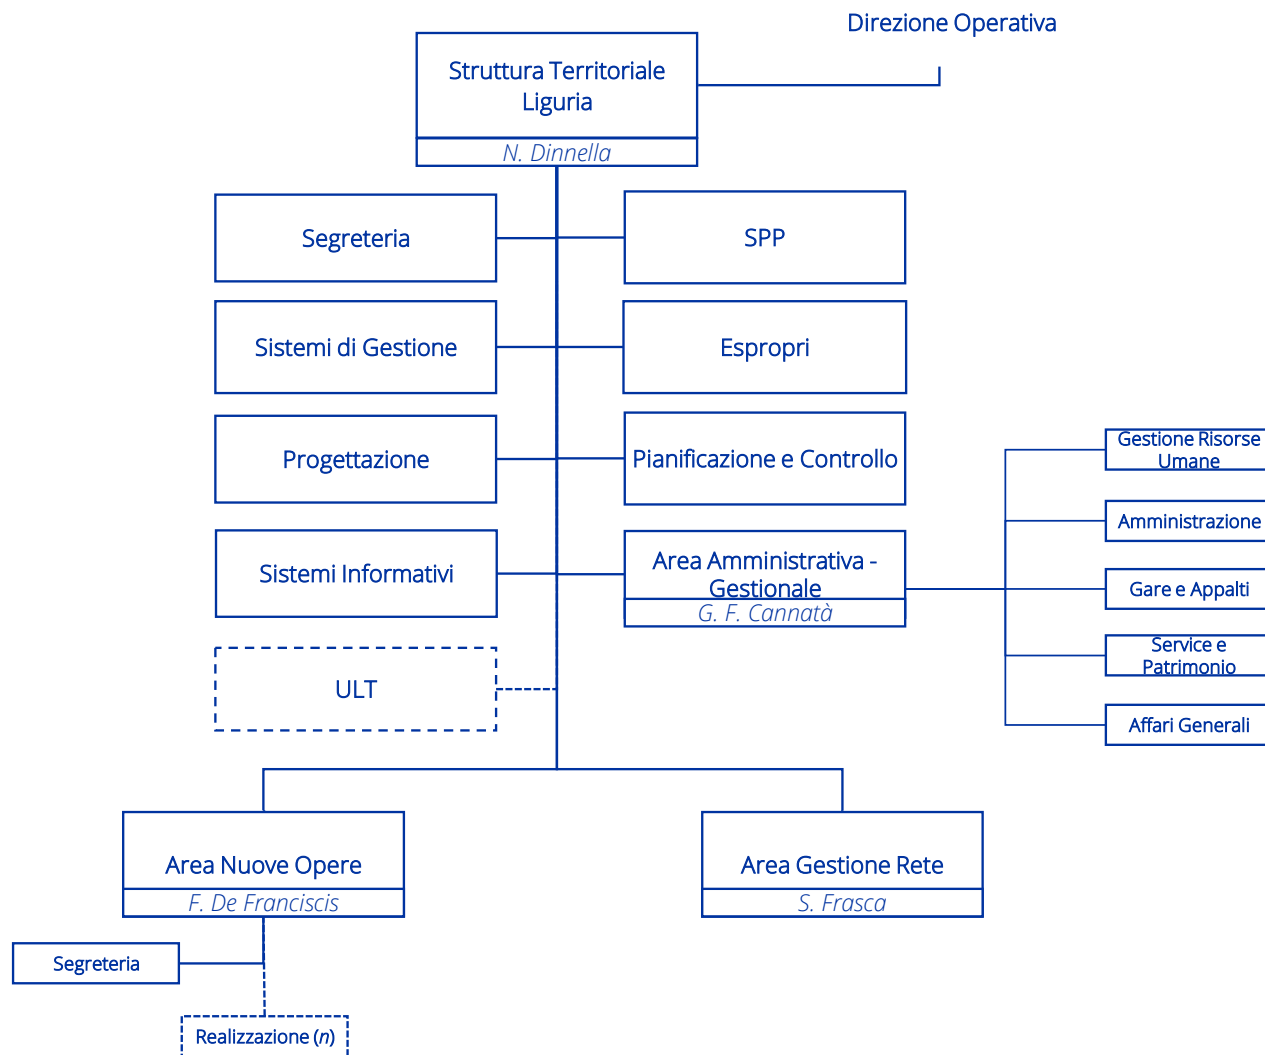 Direzione Operativa
Struttura Territoriale
Liguria
N. Dinnella
Segreteria
SPP
Sistemi di Gestione
Espropri
Progettazione
Pianificazione e Controllo
Gestione Risorse
Umane
Amministrazione
Sistemi Informativi
Area Amministrativa -
Gestionale
G. F. Cannatà
Gare e Appalti
Service e
Patrimonio
ULT
Affari Generali
Area Nuove Opere
F. De Franciscis
Area Gestione Rete
S. Frasca
Segreteria
Realizzazione (n)